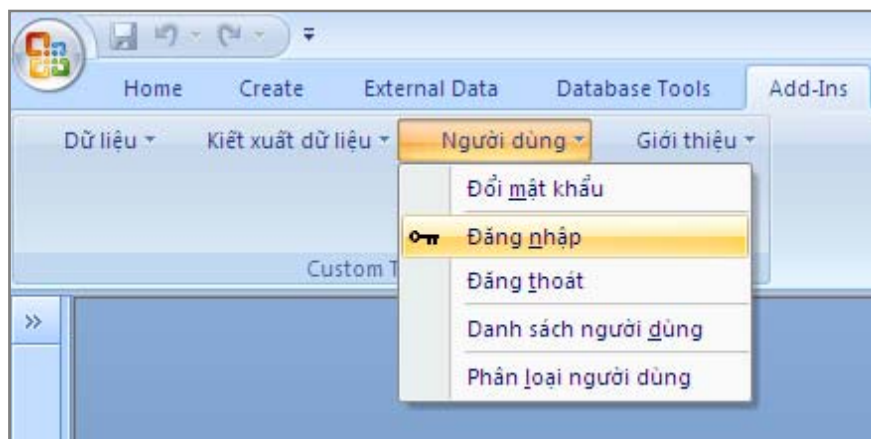 Home Create External Data Database Tools Add-Ins
Dữ liệu Kiết xuất dữ liệu Người dùng Giới thiệu
Đổi mật khẩu
Đăng nhập
Custom T
Đăng thoát
Danh sách người dùng
Phân loại người dùng